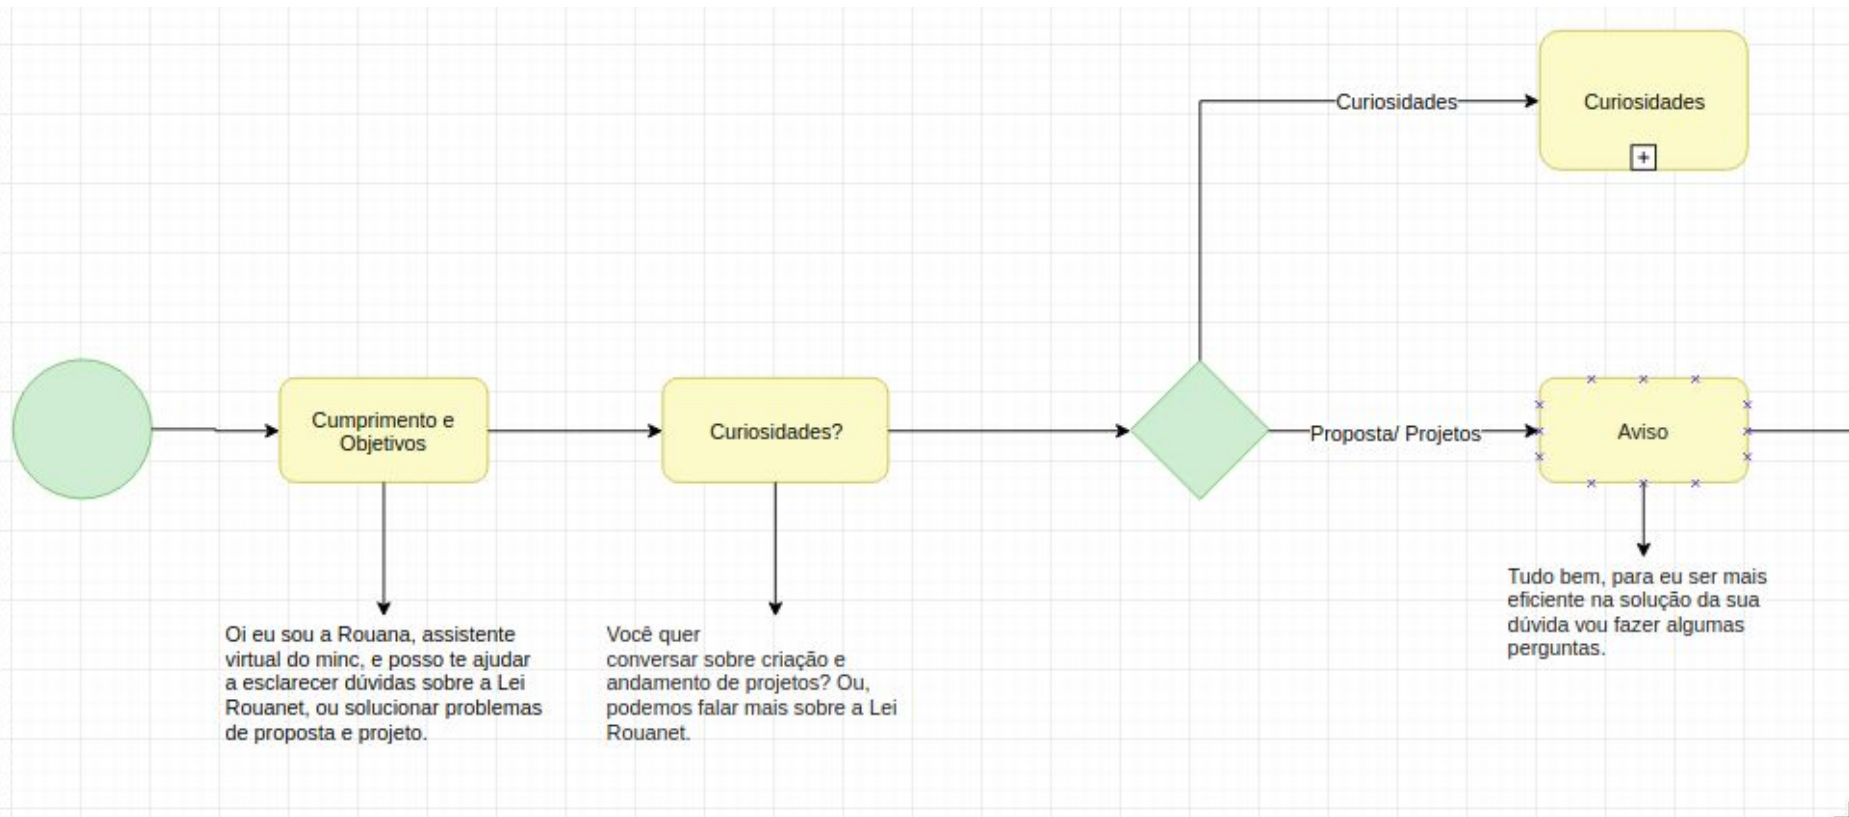 Curiosidades
Curiosidades
+
Cumprimento e
Objetivos
Curiosidades?
Proposta/ Projetos
Aviso
Oi eu sou a Rouana, assistente
virtual do minc, e posso te ajudar
a esclarecer dúvidas sobre a Lei
Rouanet, ou solucionar problemas
de proposta e projeto.
Você quer
conversar sobre criação e
andamento de projetos? Ou,
podemos falar mais sobre a Lei
Rouanet.
Tudo bem, para eu ser mais
eficiente na solução da sua
dúvida vou fazer algumas
perguntas.